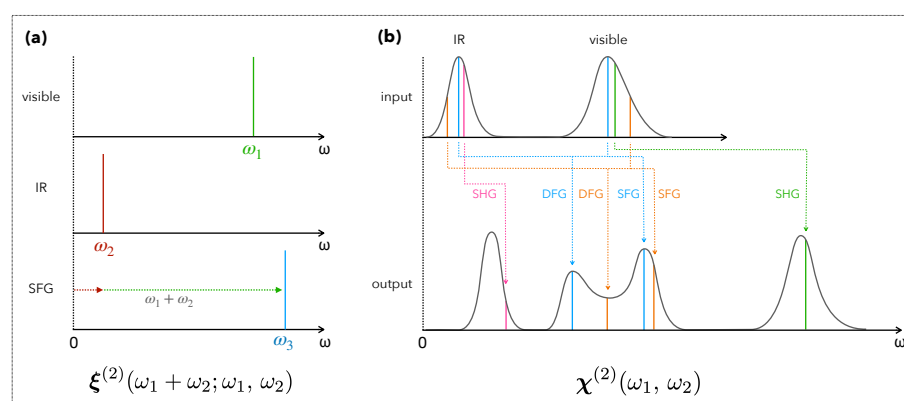 (a)
visible
ω₁
ω
IR
ω₂
ω
SFG
ω₁ + ω₂
0
ω₃
ω
ξ⁽²⁾(ω₁ + ω₂; ω₁, ω₂)
(b)
IR
visible
input
SHG
DFG
DFG
SFG
SFG
SHG
output
0
ω
χ⁽²⁾(ω₁, ω₂)